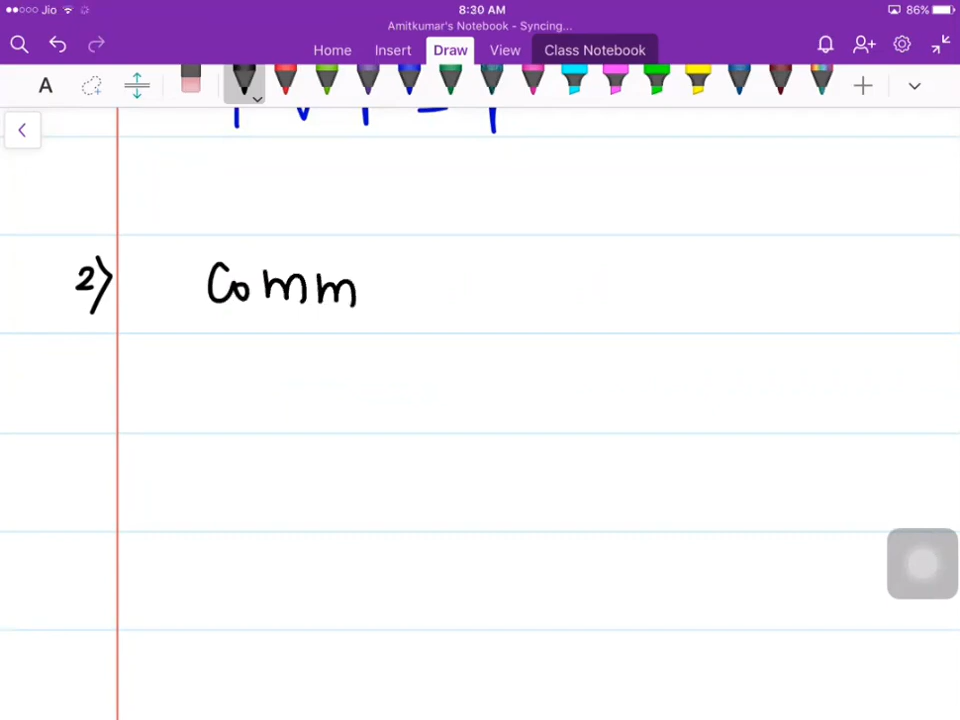 Jio 8:30 AM 86%
Amitkumar's Notebook - Syncing...
Home Insert Draw View Class Notebook
A
p ∨ p ≡ p
2) Comm